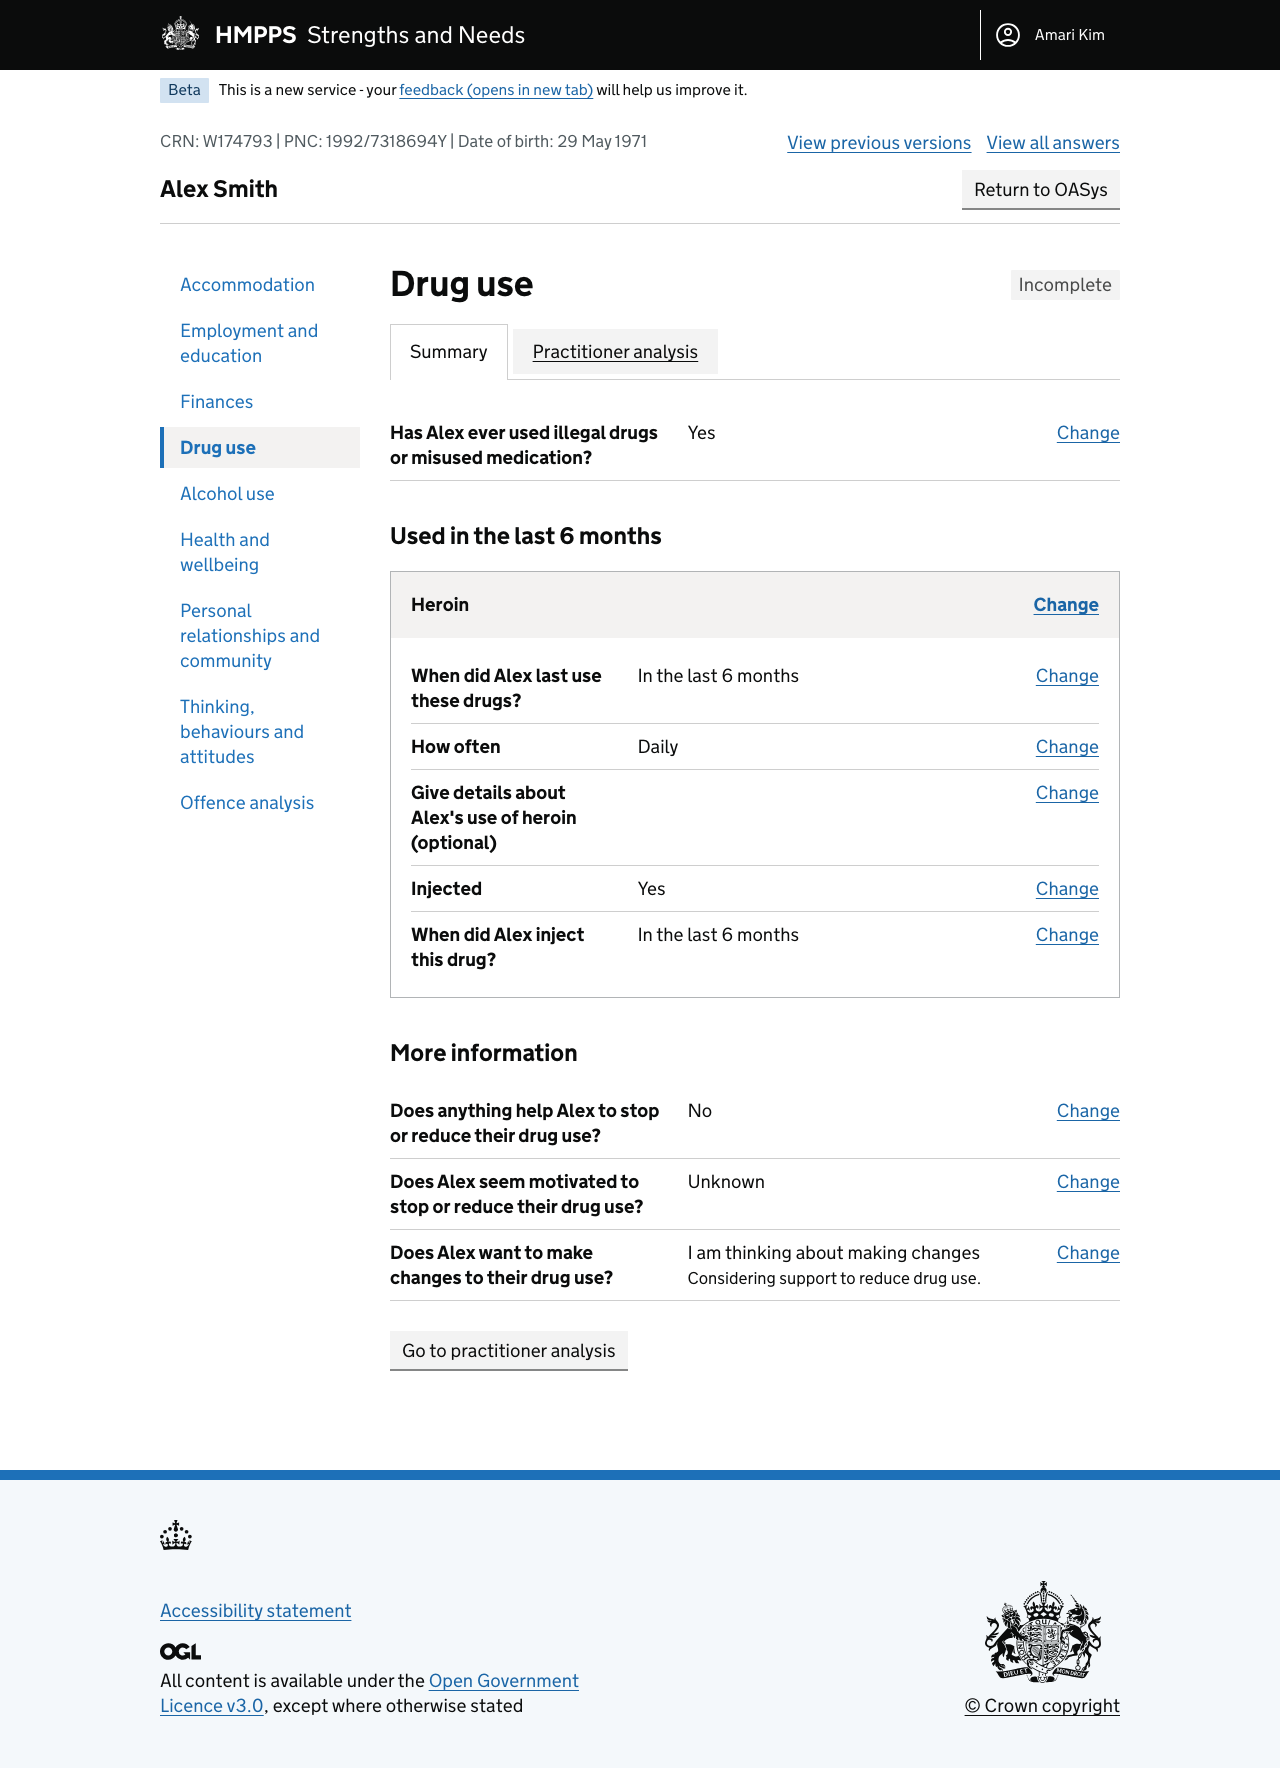 HMPPS Strengths and Needs
Amari Kim
Beta This is a new service - your feedback (opens in new tab) will help us improve it.
CRN: W174793 | PNC: 1992/7318694Y | Date of birth: 29 May 1971
View previous versions View all answers
Alex Smith
Return to OASys
Accommodation
Employment and
education
Finances
Drug use
Alcohol use
Health and
wellbeing
Personal
relationships and
community
Thinking,
behaviours and
attitudes
Offence analysis
Drug use
Incomplete
Summary Practitioner analysis
Has Alex ever used illegal drugs Yes Change
or misused medication?
Used in the last 6 months
Heroin Change
When did Alex last use In the last 6 months Change
these drugs?
How often Daily Change
Give details about Change
Alex's use of heroin
(optional)
Injected Yes Change
When did Alex inject In the last 6 months Change
this drug?
More information
Does anything help Alex to stop No Change
or reduce their drug use?
Does Alex seem motivated to Unknown Change
stop or reduce their drug use?
Does Alex want to make I am thinking about making changes Change
changes to their drug use? Considering support to reduce drug use.
Go to practitioner analysis
Accessibility statement
OGL
All content is available under the Open Government
Licence v3.0, except where otherwise stated
© Crown copyright